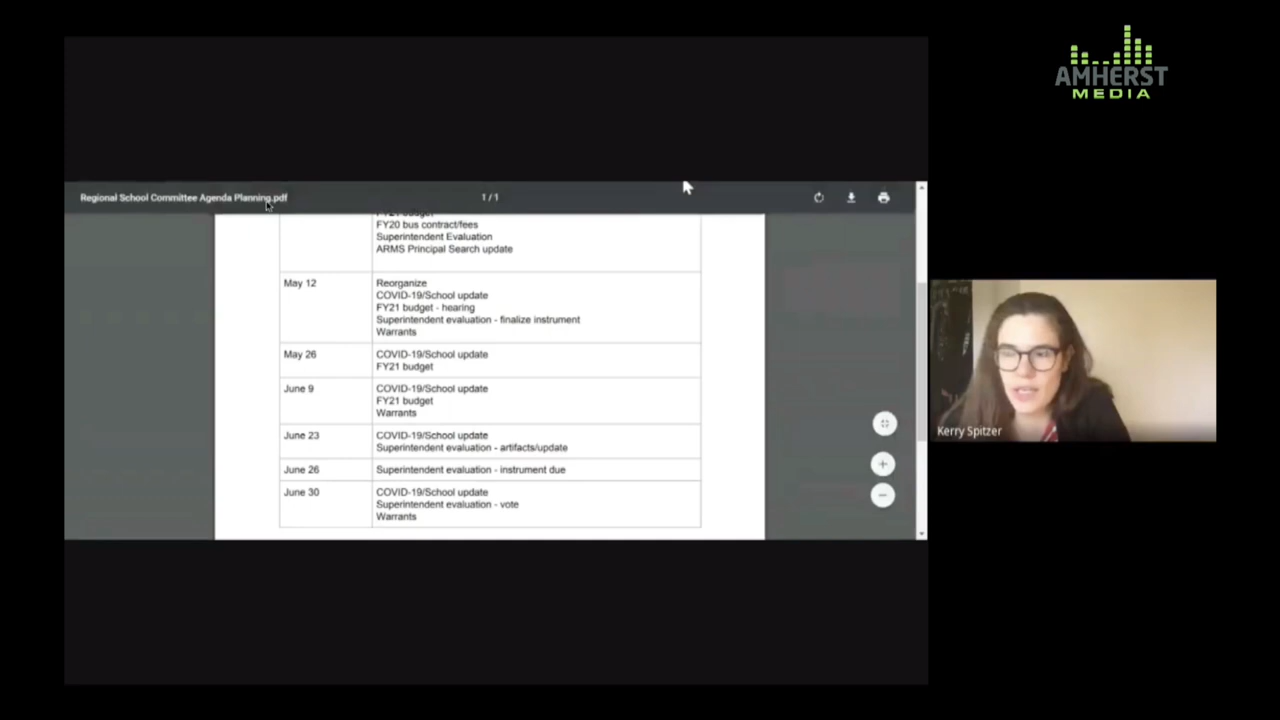 AMHERST
MEDIA
Regional School Committee Agenda Planning.pdf
1 / 1
FY21 budget
FY20 bus contract/fees
Superintendent Evaluation
ARMS Principal Search update
May 12
Reorganize
COVID-19/School update
FY21 budget - hearing
Superintendent evaluation - finalize instrument
Warrants
May 26
COVID-19/School update
FY21 budget
June 9
COVID-19/School update
FY21 budget
Warrants
June 23
COVID-19/School update
Superintendent evaluation - artifacts/update
June 26
Superintendent evaluation - instrument due
June 30
COVID-19/School update
Superintendent evaluation - vote
Warrants
Kerry Spitzer